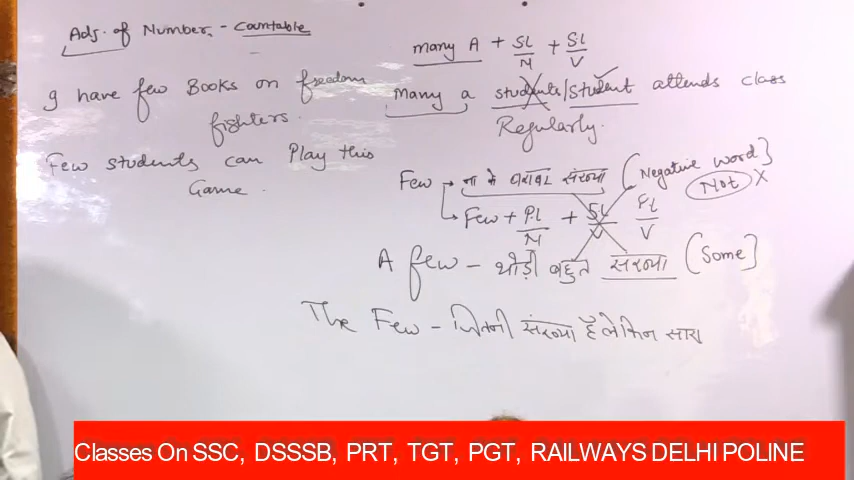 Adj. of Number, - Countable
many A + SL/N + SL/V
I have few Books on freedom
fighters.
many a students/Student attends class
Regularly.
Few students can Play this
Game.
Few → ना के बराबर संख्या (Negative word)
Not X
Few + PL/N + SL/V PL/V
A few - थोड़ी बहुत संख्या (Some)
The Few - जितनी संख्या है लेकिन सारा
Classes On SSC, DSSSB, PRT, TGT, PGT, RAILWAYS DELHI POLINE